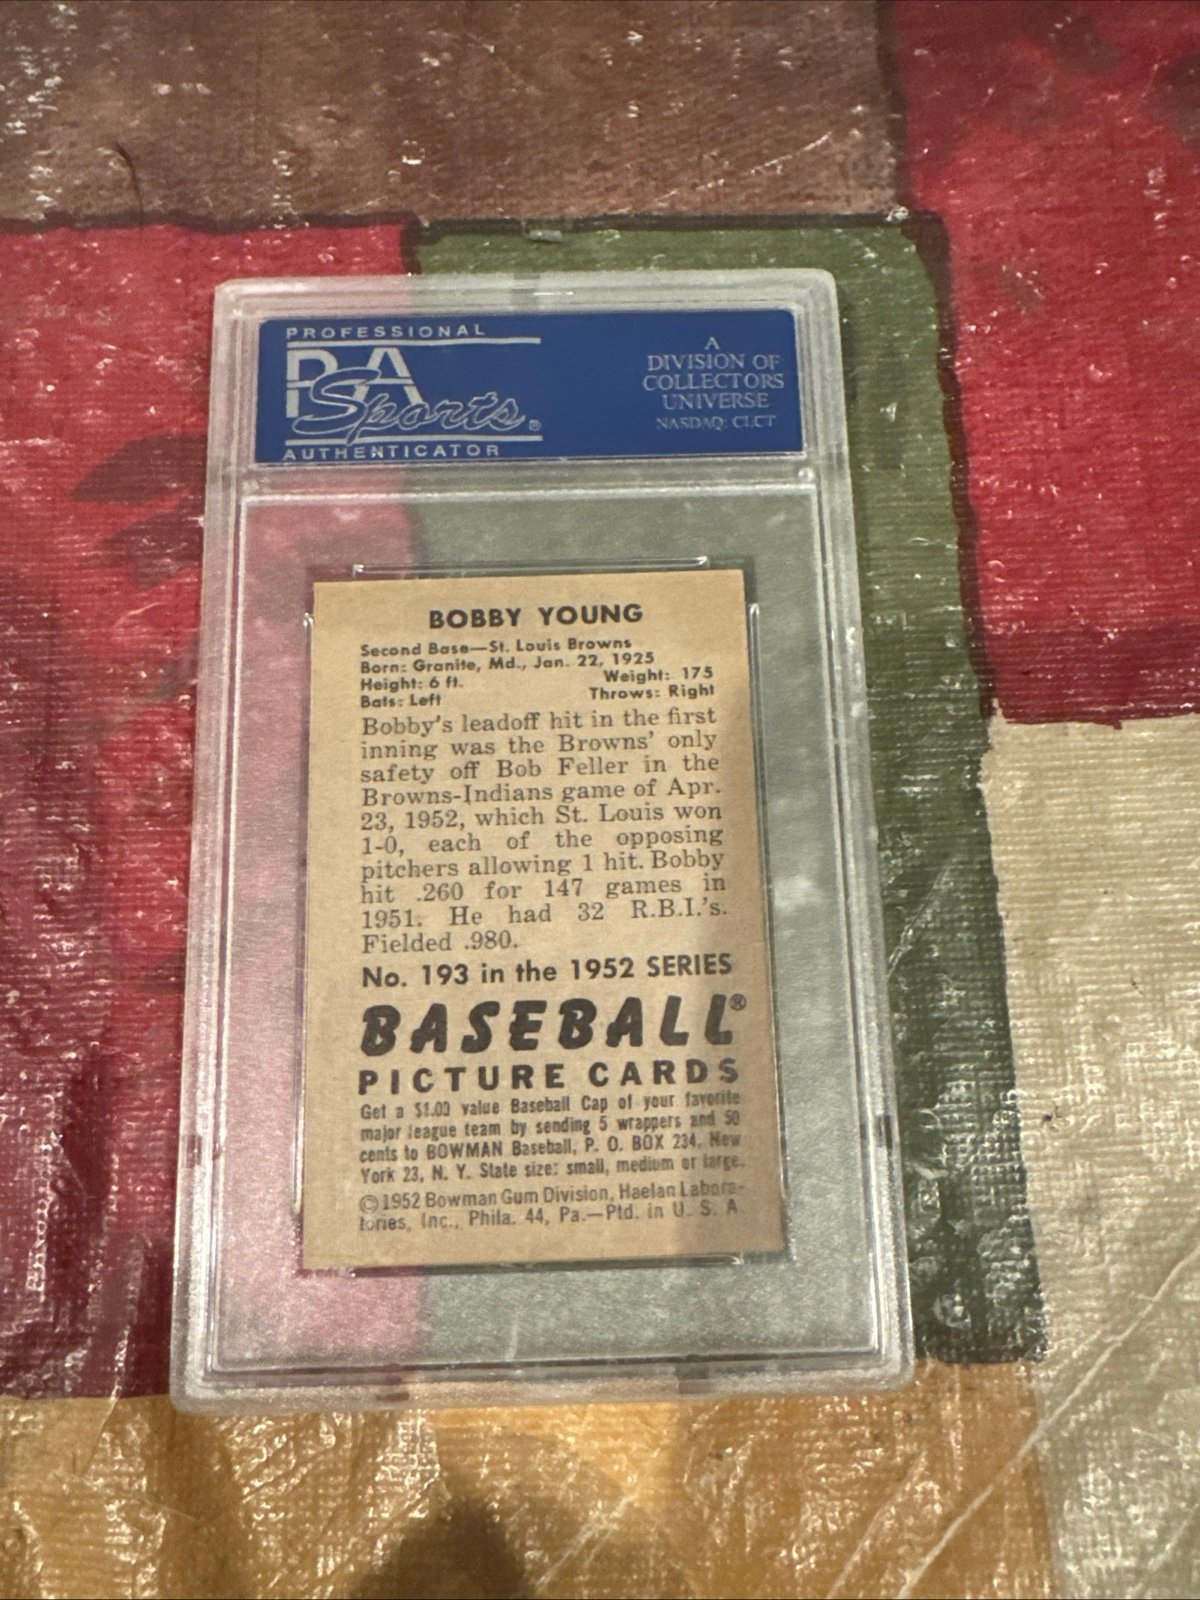 PROFESSIONAL
PSA
Sports®
AUTHENTICATOR
A
DIVISION OF
COLLECTORS
UNIVERSE
NASDAQ: CLCT
BOBBY YOUNG
Second Base—St. Louis Browns
Born: Granite, Md., Jan. 22, 1925
Height: 6 ft. Weight: 175
Bats: Left Throws: Right
Bobby's leadoff hit in the first
inning was the Browns' only
safety off Bob Feller in the
Browns-Indians game of Apr.
23, 1952, which St. Louis won
1-0, each of the opposing
pitchers allowing 1 hit. Bobby
hit .260 for 147 games in
1951. He had 32 R.B.I.'s.
Fielded .980.
No. 193 in the 1952 SERIES
BASEBALL®
PICTURE CARDS
Get a $1.00 value Baseball Cap of your favorite
major league team by sending 5 wrappers and 50
cents to BOWMAN Baseball, P. O. BOX 234, New
York 23, N. Y. State size: small, medium or large.
©1952 Bowman Gum Division, Haelan Labora-
tories, Inc., Phila. 44, Pa.—Ptd. in U. S. A.